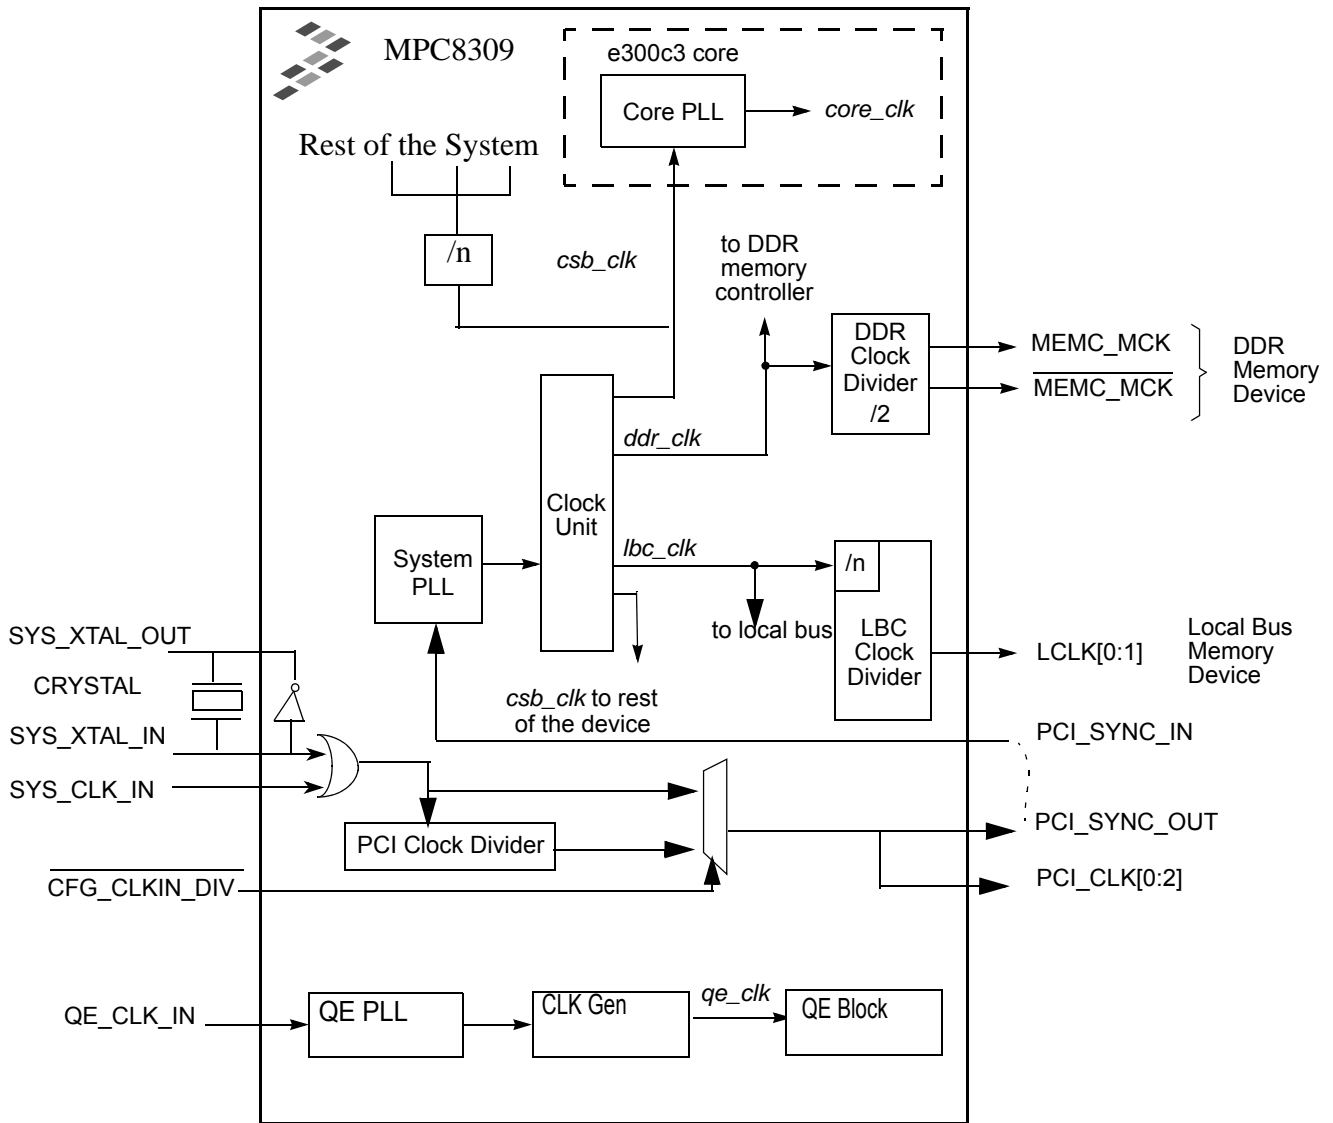 MPC8309
e300c3 core
Core PLL
core_clk
Rest of the System
/n
csb_clk
to DDR
memory
controller
DDR
Clock
Divider
/2
MEMC_MCK
MEMC_MCK
DDR
Memory
Device
ddr_clk
Clock
Unit
System
PLL
lbc_clk
/n
LBC
Clock
Divider
to local bus
LCLK[0:1]
Local Bus
Memory
Device
csb_clk to rest
of the device
SYS_XTAL_OUT
CRYSTAL
SYS_XTAL_IN
SYS_CLK_IN
PCI_SYNC_IN
PCI Clock Divider
PCI_SYNC_OUT
CFG_CLKIN_DIV
PCI_CLK[0:2]
QE_CLK_IN
QE PLL
CLK Gen
qe_clk
QE Block